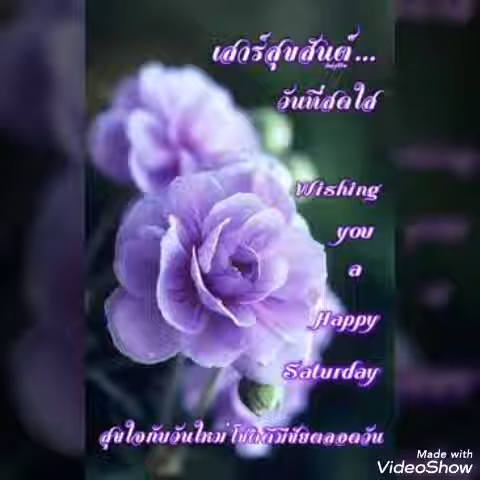 เสาร์สุขสันต์...
วันที่สดใส
Wishing
you
a
Happy
Saturday
สุขใจกับวันใหม่ โชคดีมีชัยตลอดวัน
Made with
VideoShow